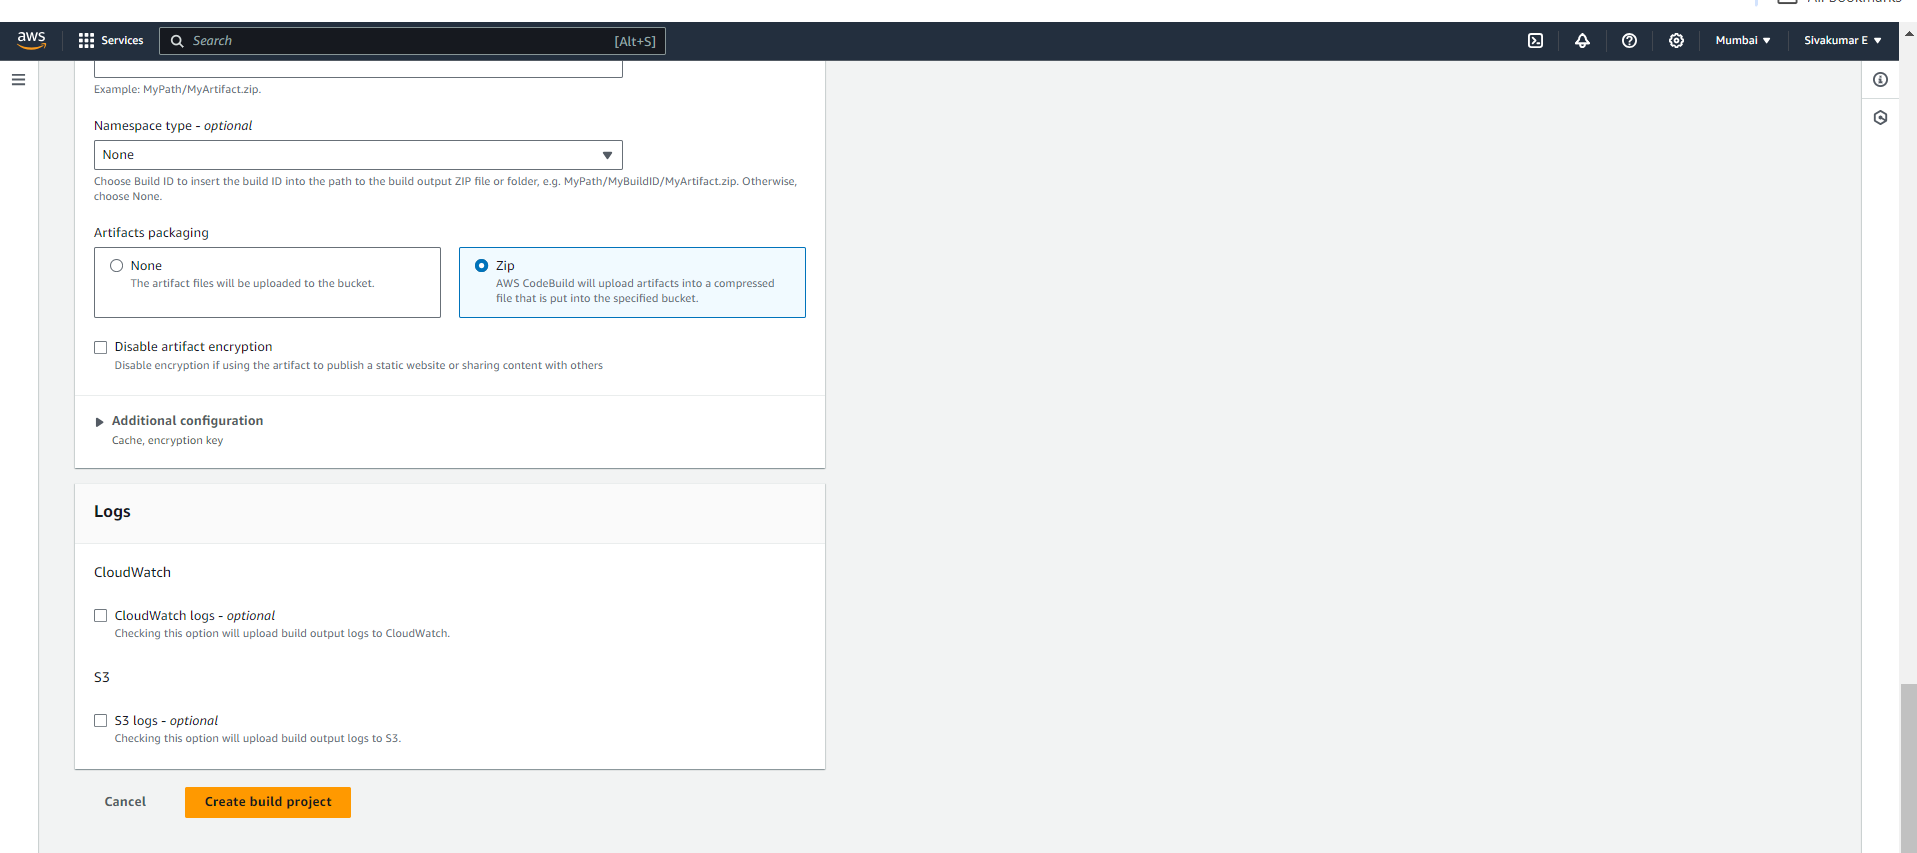 aws Services Search [Alt+S] Mumbai Sivakumar E
Example: MyPath/MyArtifact.zip.
Namespace type - optional
None
Choose Build ID to insert the build ID into the path to the build output ZIP file or folder, e.g. MyPath/MyBuildID/MyArtifact.zip. Otherwise,
choose None.
Artifacts packaging
None
The artifact files will be uploaded to the bucket.
Zip
AWS CodeBuild will upload artifacts into a compressed
file that is put into the specified bucket.
Disable artifact encryption
Disable encryption if using the artifact to publish a static website or sharing content with others
Additional configuration
Cache, encryption key
Logs
CloudWatch
CloudWatch logs - optional
Checking this option will upload build output logs to CloudWatch.
S3
S3 logs - optional
Checking this option will upload build output logs to S3.
Cancel Create build project